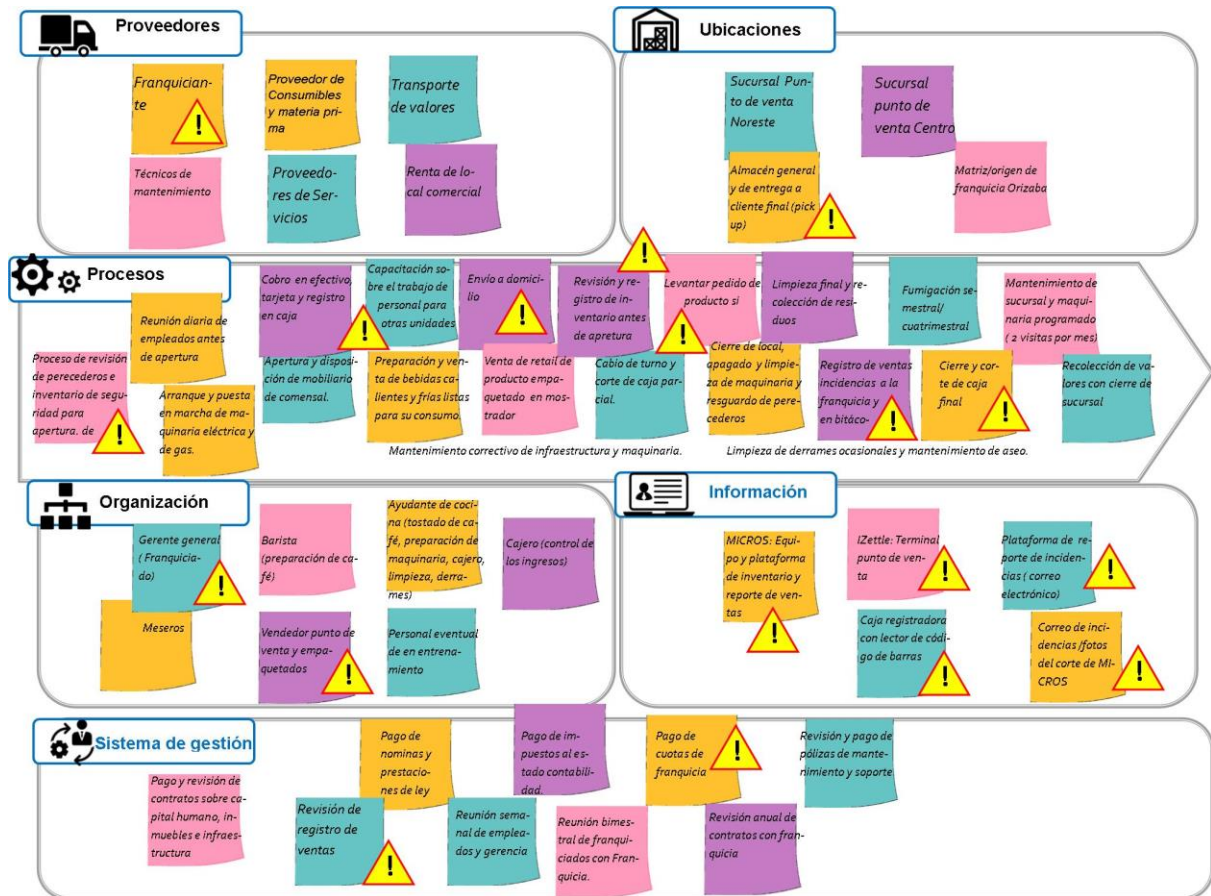 Proveedores
Franquician-
te
!
Proveedor de
Consumibles
y materia pri-
ma
Transporte
de valores
Técnicos de
mantenimiento
Proveedo-
res de Ser-
vicios
Renta de lo-
cal comercial
Ubicaciones
Sucursal Pun-
to de venta
Noreste
Sucursal
punto de
venta Centro
Almacén general
y de entrega a
cliente final (pick
up)
!
Matriz/origen de
franquicia Orizaba
Procesos
Proceso de revisión
de perecederos e
inventario de segu-
ridad para
apertura. de
!
Reunión diaria de
empleados antes
de apertura
Arranque y puesta
en marcha de ma-
quinaria eléctrica y
de gas.
Cobro en efectivo,
tarjeta y registro
en caja
!
Apertura y dispo-
sición de mobiliario
de comensal.
Capacitación so-
bre el trabajo de
personal para
otras unidades
Preparación y ven-
ta de bebidas ca-
lientes y frías listas
para su consumo
Envío a domici-
lio
!
Venta de retail de
producto empa-
quetado en mos-
trador
Revisión y re-
gistro de in-
ventario antes
de apretura
!
Cabio de turno y
corte de caja par-
cial.
Levantar pedido de
producto si
!
Cierre de local,
apagado y limpie-
za de maquinaria y
resguardo de pere-
cederos
Limpieza final y re-
colección de resi-
duos
Registro de ventas
incidencias a la
franquicia y
en bitáco-
!
Fumigación se-
mestral/
cuatrimestral
Cierre y cor-
te de caja
final
!
Mantenimiento de
sucursal y maqui-
naria programado
( 2 visitas por mes)
Recolección de va-
lores con cierre de
sucursal
Mantenimiento correctivo de infraestructura y maquinaria.
Limpieza de derrames ocasionales y mantenimiento de aseo.
Organización
Gerente general
( Franquicia-
do)
!
Barista
(preparación de ca-
fé)
Ayudante de coci-
na (tostado de ca-
fé, preparación de
maquinaria, cajero,
limpieza, derra-
mes)
Cajero (control de
los ingresos)
Meseros
Vendedor punto de
venta y empa-
quetados
!
Personal eventual
de en entrena-
miento
Información
MICROS: Equi-
po y plataforma
de inventario y
reporte de ven-
tas
!
IZettle: Terminal
punto de ven-
ta
!
Plataforma de re-
porte de inciden-
cias ( correo
electrónico)
!
Caja registradora
con lector de códi-
go de barras
!
Correo de inci-
dencias /fotos
del corte de MI-
CROS
!
Sistema de gestión
Pago y revisión de
contratos sobre capi-
tal humano, in-
muebles e infraes-
tructura
Pago de
nominas y
prestacio-
nes de ley
Revisión de
registro de
ventas
!
Pago de im-
puestos al esta-
do contabili-
dad.
Reunión sema-
nal de emplea-
dos y gerencia
Pago de
cuotas de
franquicia
!
Reunión bimes-
tral de franqui-
ciados con Fran-
quicia.
Revisión y pago de
pólizas de mante-
nimiento y soporte
Revisión anual de
contratos con fran-
quicia